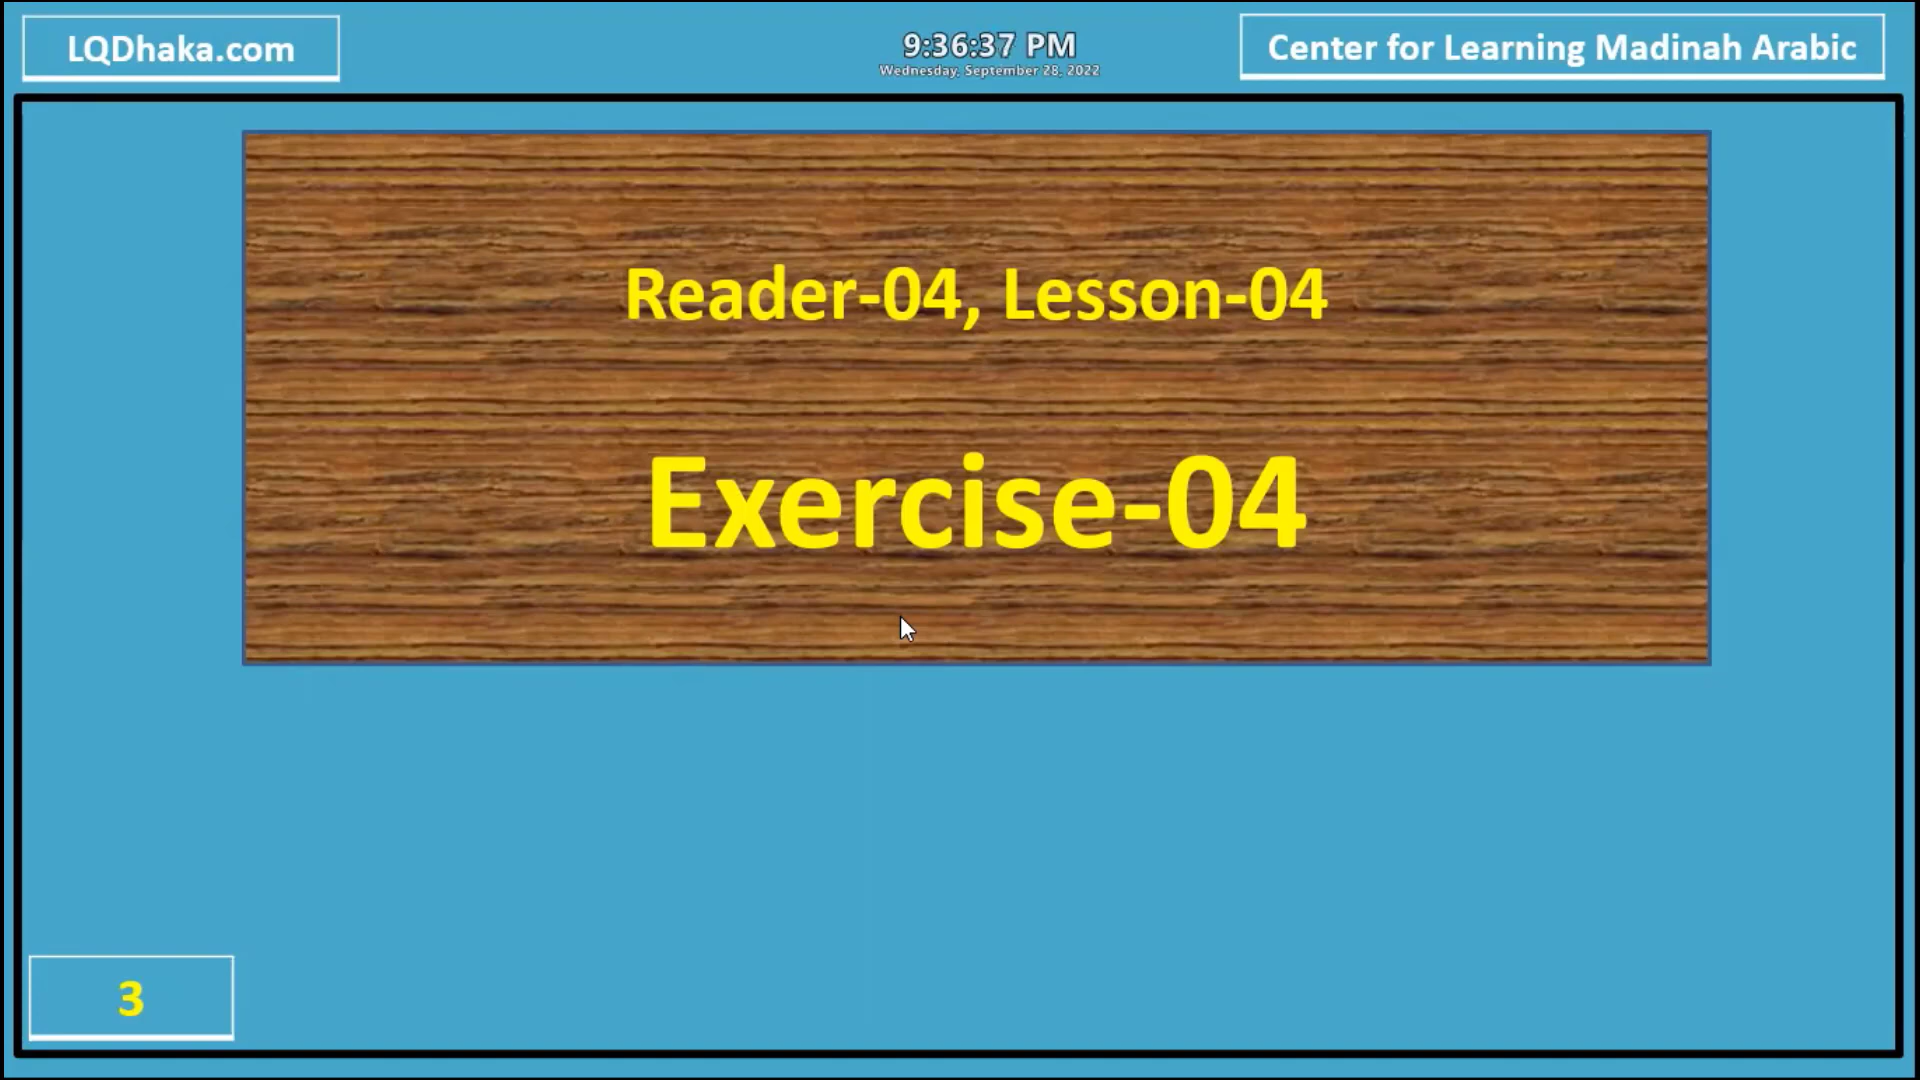 LQDhaka.com
9:36:37 PM
Wednesday, September 28, 2022
Center for Learning Madinah Arabic
Reader-04, Lesson-04
Exercise-04
3